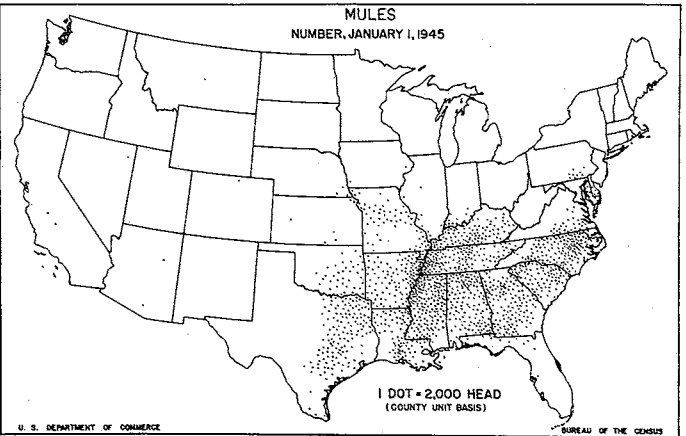 MULES
NUMBER, JANUARY 1, 1945
1 DOT = 2,000 HEAD
(COUNTY UNIT BASIS)
U. S. DEPARTMENT OF COMMERCE
BUREAU OF THE CENSUS